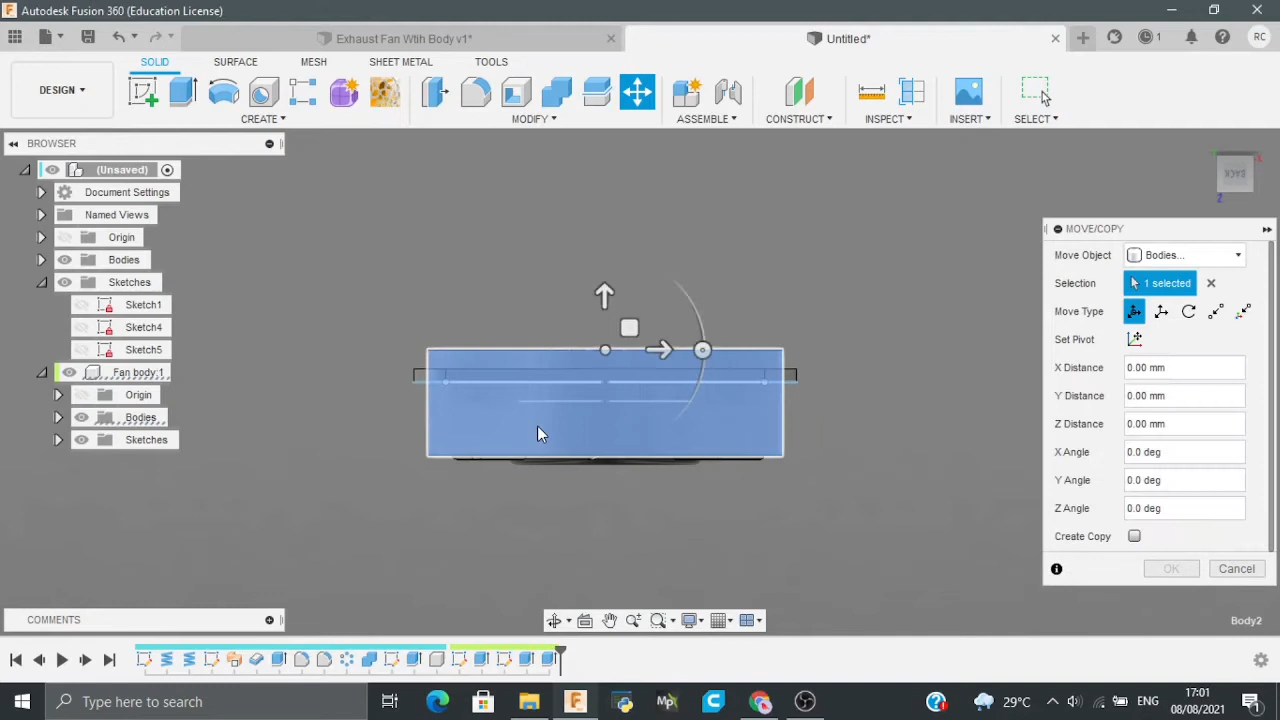 Autodesk Fusion 360 (Education License)
Exhaust Fan Wtih Body v1*
Untitled*
1
RC
DESIGN
SOLID
SURFACE
MESH
SHEET METAL
TOOLS
CREATE
MODIFY
ASSEMBLE
CONSTRUCT
INSPECT
INSERT
SELECT
BROWSER
(Unsaved)
Document Settings
Named Views
Origin
Bodies
Sketches
Sketch1
Sketch4
Sketch5
Fan body:1
Origin
Bodies
Sketches
BACK
Z
MOVE/COPY
Move Object
Bodies...
Selection
1 selected
Move Type
Set Pivot
X Distance
0.00 mm
Y Distance
0.00 mm
Z Distance
0.00 mm
X Angle
0.0 deg
Y Angle
0.0 deg
Z Angle
0.0 deg
Create Copy
OK
Cancel
COMMENTS
Body2
Type here to search
29°C
ENG
17:01
08/08/2021